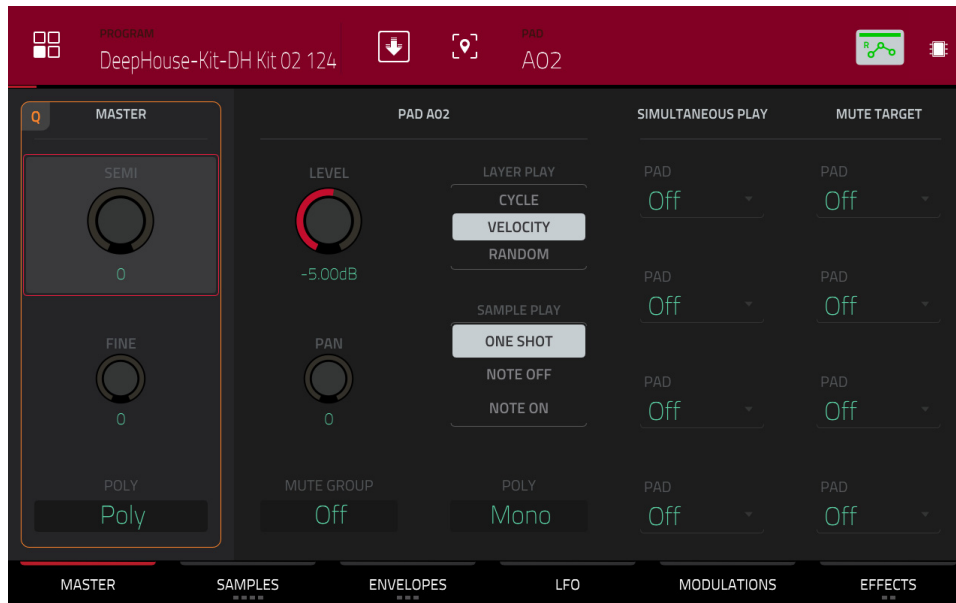 PROGRAM
DeepHouse-Kit-DH Kit 02 124
PAD
A02
R
Q
MASTER
SEMI
0
FINE
0
POLY
Poly
PAD A02
LEVEL
-5.00dB
PAN
0
MUTE GROUP
Off
LAYER PLAY
CYCLE
VELOCITY
RANDOM
SAMPLE PLAY
ONE SHOT
NOTE OFF
NOTE ON
POLY
Mono
SIMULTANEOUS PLAY
PAD
Off
PAD
Off
PAD
Off
PAD
Off
MUTE TARGET
PAD
Off
PAD
Off
PAD
Off
PAD
Off
MASTER
SAMPLES
ENVELOPES
LFO
MODULATIONS
EFFECTS